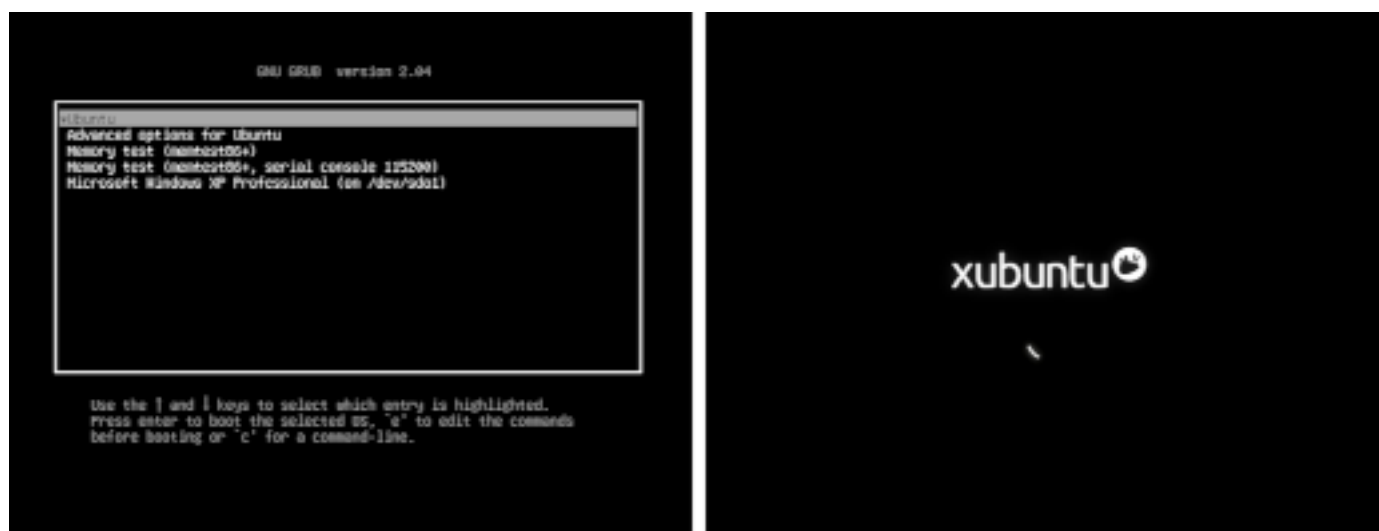 GNU GRUB version 2.04
*Ubuntu
Advanced options for Ubuntu
Memory test (memtest86+)
Memory test (memtest86+, serial console 115200)
Microsoft Windows XP Professional (on /dev/sda1)
Use the ↑ and ↓ keys to select which entry is highlighted.
Press enter to boot the selected OS, `e' to edit the commands
before booting or `c' for a command-line.
xubuntu